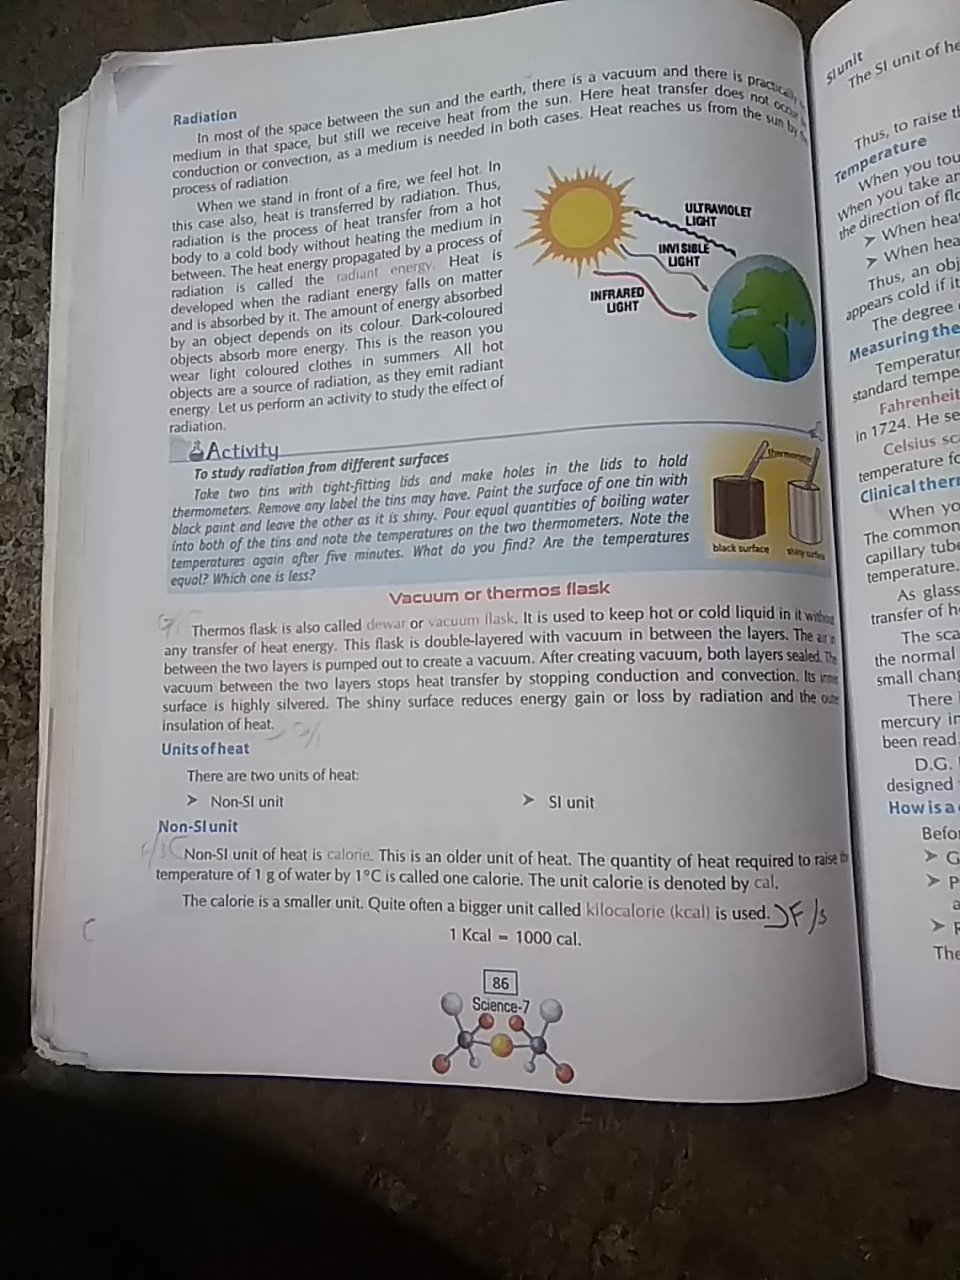 Radiation
In most of the space between the sun and the earth, there is a vacuum and there is practically
medium in that space, but still we receive heat from the sun. Here heat transfer does not occur
conduction or convection, as a medium is needed in both cases. Heat reaches us from the sun by
process of radiation.
When we stand in front of a fire, we feel hot. In
this case also, heat is transferred by radiation. Thus,
radiation is the process of heat transfer from a hot
body to a cold body without heating the medium in
between. The heat energy propagated by a process of
radiation is called the radiant energy. Heat is
developed when the radiant energy falls on matter
and is absorbed by it. The amount of energy absorbed
by an object depends on its colour. Dark-coloured
objects absorb more energy. This is the reason you
wear light coloured clothes in summers. All hot
objects are a source of radiation, as they emit radiant
energy. Let us perform an activity to study the effect of
radiation.
ULTRAVIOLET
LIGHT
INVISIBLE
LIGHT
INFRARED
LIGHT
Activity
To study radiation from different surfaces
Take two tins with tight-fitting lids and make holes in the lids to hold
thermometers. Remove any label the tins may have. Paint the surface of one tin with
black paint and leave the other as it is shiny. Pour equal quantities of boiling water
into both of the tins and note the temperatures on the two thermometers. Note the
temperatures again after five minutes. What do you find? Are the temperatures
equal? Which one is less?
thermometer
black surface shiny surface
Vacuum or thermos flask
Thermos flask is also called dewar or vacuum flask. It is used to keep hot or cold liquid in it without
any transfer of heat energy. This flask is double-layered with vacuum in between the layers. The air in
between the two layers is pumped out to create a vacuum. After creating vacuum, both layers sealed. The
vacuum between the two layers stops heat transfer by stopping conduction and convection. Its inner
surface is highly silvered. The shiny surface reduces energy gain or loss by radiation and the outer
insulation of heat.
Units of heat
There are two units of heat:
➤ Non-SI unit ➤ SI unit
Non-SI unit
Non-SI unit of heat is calorie. This is an older unit of heat. The quantity of heat required to raise the
temperature of 1 g of water by 1°C is called one calorie. The unit calorie is denoted by cal.
The calorie is a smaller unit. Quite often a bigger unit called kilocalorie (kcal) is used.
1 Kcal = 1000 cal.
86
Science-7
SI unit
The SI unit of he
Thus, to raise
Temperature
When you tou
When you take an
the direction of flo
➤ When hea
➤ When hea
Thus, an obj
appears cold if it
The degree
Measuring the
Temperatur
standard tempe
Fahrenheit
in 1724. He se
Celsius sc
temperature fo
Clinical ther
When yo
The common
capillary tube
temperature.
As glass
transfer of h
The sca
the normal
small chang
There
mercury in
been read.
D.G.
designed
How is a
Befor
➤ G
➤ P
a
➤
The